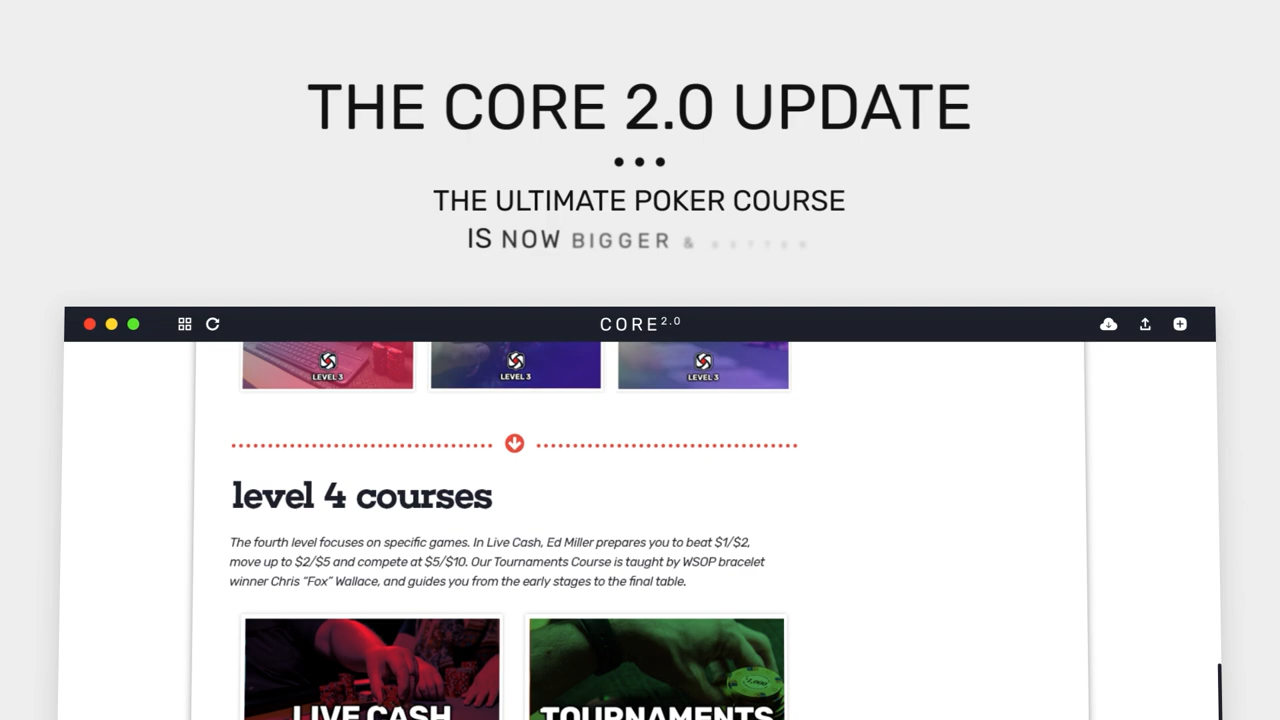 THE CORE 2.0 UPDATE
THE ULTIMATE POKER COURSE
IS NOW BIGGER &
CORE 2.0
LEVEL 3
LEVEL 3
LEVEL 3
level 4 courses
The fourth level focuses on specific games. In Live Cash, Ed Miller prepares you to beat $1/$2,
move up to $2/$5 and compete at $5/$10. Our Tournaments Course is taught by WSOP bracelet
winner Chris "Fox" Wallace, and guides you from the early stages to the final table.
LIVE CASH
TOURNAMENTS